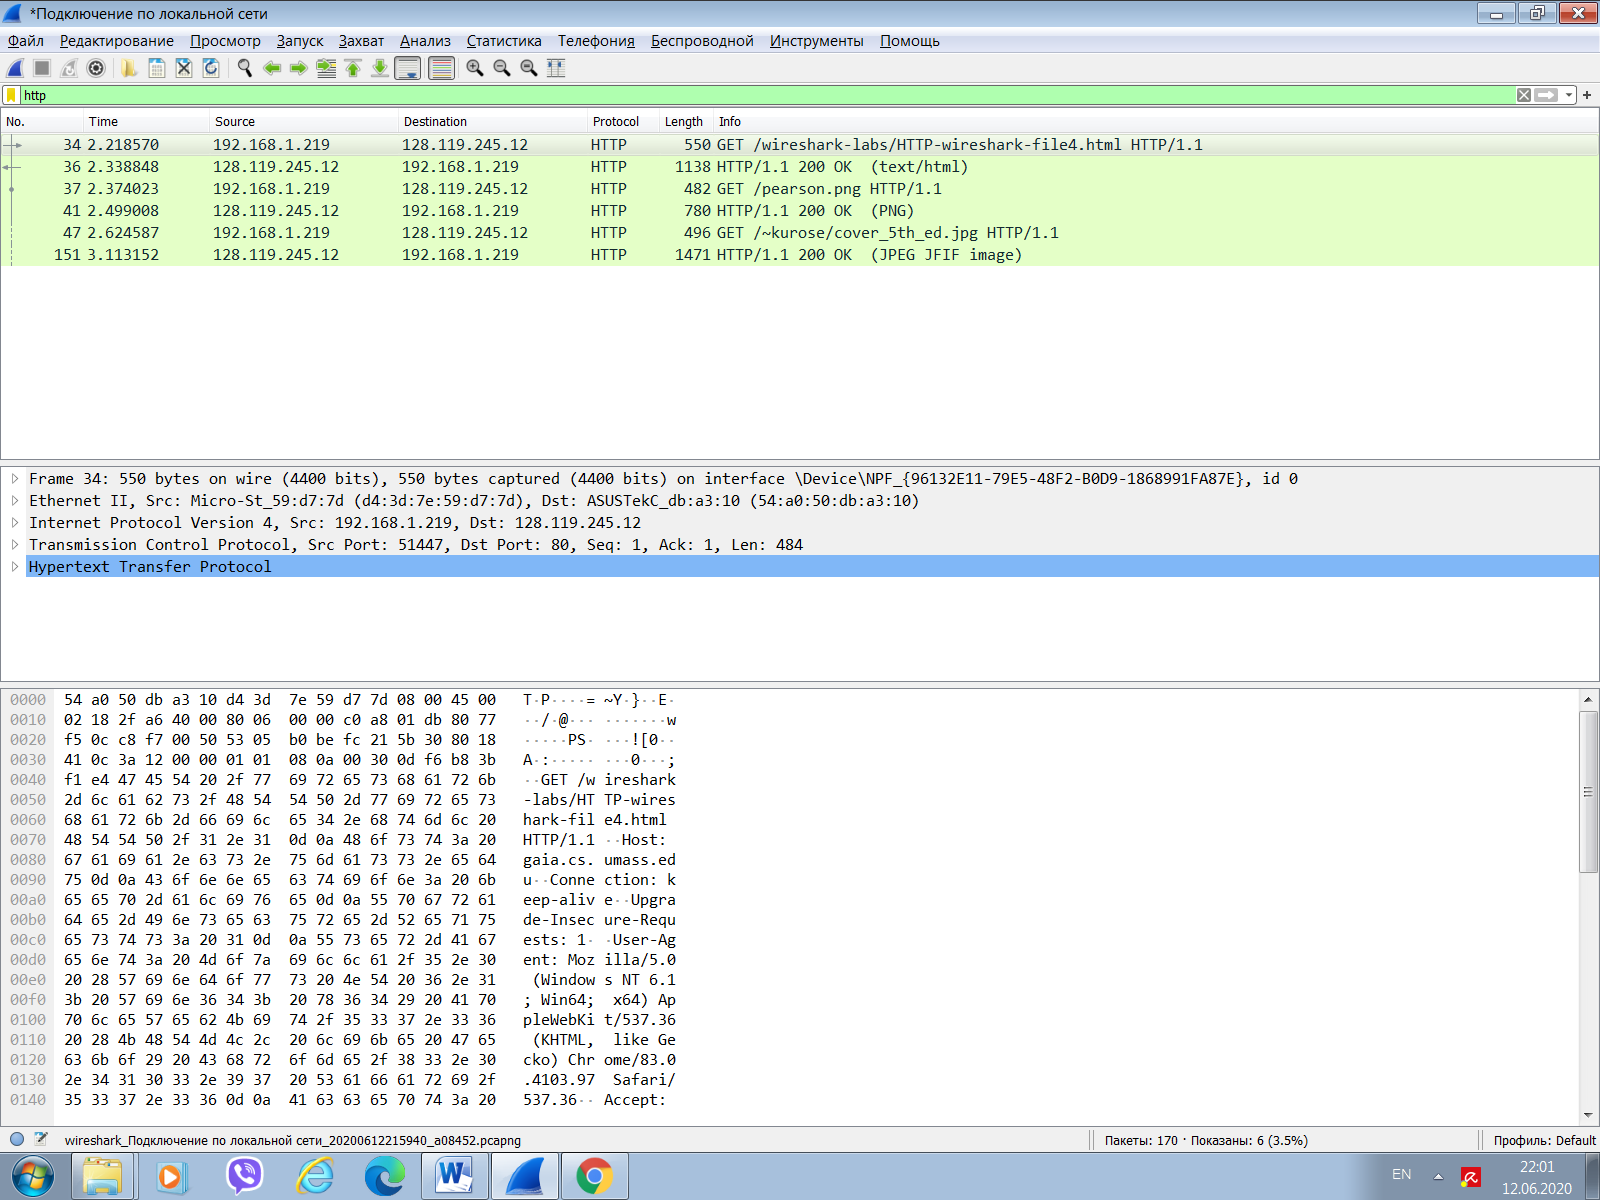 *Подключение по локальной сети
Файл Редактирование Просмотр Запуск Захват Анализ Статистика Телефония Беспроводной Инструменты Помощь
http
No. Time Source Destination Protocol Length Info
34 2.218570 192.168.1.219 128.119.245.12 HTTP 550 GET /wireshark-labs/HTTP-wireshark-file4.html HTTP/1.1
36 2.338848 128.119.245.12 192.168.1.219 HTTP 1138 HTTP/1.1 200 OK (text/html)
37 2.374023 192.168.1.219 128.119.245.12 HTTP 482 GET /pearson.png HTTP/1.1
41 2.499008 128.119.245.12 192.168.1.219 HTTP 780 HTTP/1.1 200 OK (PNG)
47 2.624587 192.168.1.219 128.119.245.12 HTTP 496 GET /~kurose/cover_5th_ed.jpg HTTP/1.1
151 3.113152 128.119.245.12 192.168.1.219 HTTP 1471 HTTP/1.1 200 OK (JPEG JFIF image)
Frame 34: 550 bytes on wire (4400 bits), 550 bytes captured (4400 bits) on interface \Device\NPF_{96132E11-79E5-48F2-B0D9-1868991FA87E}, id 0
Ethernet II, Src: Micro-St_59:d7:7d (d4:3d:7e:59:d7:7d), Dst: ASUSTekC_db:a3:10 (54:a0:50:db:a3:10)
Internet Protocol Version 4, Src: 192.168.1.219, Dst: 128.119.245.12
Transmission Control Protocol, Src Port: 51447, Dst Port: 80, Seq: 1, Ack: 1, Len: 484
Hypertext Transfer Protocol
0000 54 a0 50 db a3 10 d4 3d 7e 59 d7 7d 08 00 45 00 T·P····= ~Y·}··E·
0010 02 18 2f a6 40 00 80 06 00 00 c0 a8 01 db 80 77 ··/·@··· ·······w
0020 f5 0c c8 f7 00 50 53 05 b0 be fc 21 5b 30 80 18 ·····PS· ···![0··
0030 41 0c 3a 12 00 00 01 01 08 0a 00 30 0d f6 b8 3b A·:····· ···0···;
0040 f1 e4 47 45 54 20 2f 77 69 72 65 73 68 61 72 6b ··GET /w ireshark
0050 2d 6c 61 62 73 2f 48 54 54 50 2d 77 69 72 65 73 -labs/HT TP-wires
0060 68 61 72 6b 2d 66 69 6c 65 34 2e 68 74 6d 6c 20 hark-fil e4.html
0070 48 54 54 50 2f 31 2e 31 0d 0a 48 6f 73 74 3a 20 HTTP/1.1 ··Host:
0080 67 61 69 61 2e 63 73 2e 75 6d 61 73 73 2e 65 64 gaia.cs. umass.ed
0090 75 0d 0a 43 6f 6e 6e 65 63 74 69 6f 6e 3a 20 6b u··Conne ction: k
00a0 65 65 70 2d 61 6c 69 76 65 0d 0a 55 70 67 72 61 eep-aliv e··Upgra
00b0 64 65 2d 49 6e 73 65 63 75 72 65 2d 52 65 71 75 de-Insec ure-Requ
00c0 65 73 74 73 3a 20 31 0d 0a 55 73 65 72 2d 41 67 ests: 1· ·User-Ag
00d0 65 6e 74 3a 20 4d 6f 7a 69 6c 6c 61 2f 35 2e 30 ent: Moz illa/5.0
00e0 20 28 57 69 6e 64 6f 77 73 20 4e 54 20 36 2e 31 (Window s NT 6.1
00f0 3b 20 57 69 6e 36 34 3b 20 78 36 34 29 20 41 70 ; Win64; x64) Ap
0100 70 6c 65 57 65 62 4b 69 74 2f 35 33 37 2e 33 36 pleWebKi t/537.36
0110 20 28 4b 48 54 4d 4c 2c 20 6c 69 6b 65 20 47 65 (KHTML, like Ge
0120 63 6b 6f 29 20 43 68 72 6f 6d 65 2f 38 33 2e 30 cko) Chr ome/83.0
0130 2e 34 31 30 33 2e 39 37 20 53 61 66 61 72 69 2f .4103.97 Safari/
0140 35 33 37 2e 33 36 0d 0a 41 63 63 65 70 74 3a 20 537.36·· Accept:
wireshark_Подключение по локальной сети_20200612215940_a08452.pcapng Пакеты: 170 · Показаны: 6 (3.5%) Профиль: Default
EN 22:01
12.06.2020